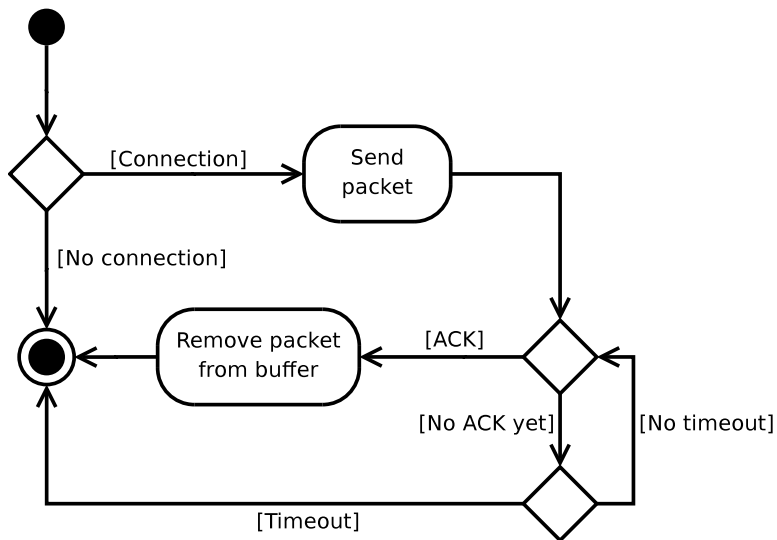 [Connection]
Send
packet
[No connection]
Remove packet
from buffer
[ACK]
[No ACK yet]
[No timeout]
[Timeout]